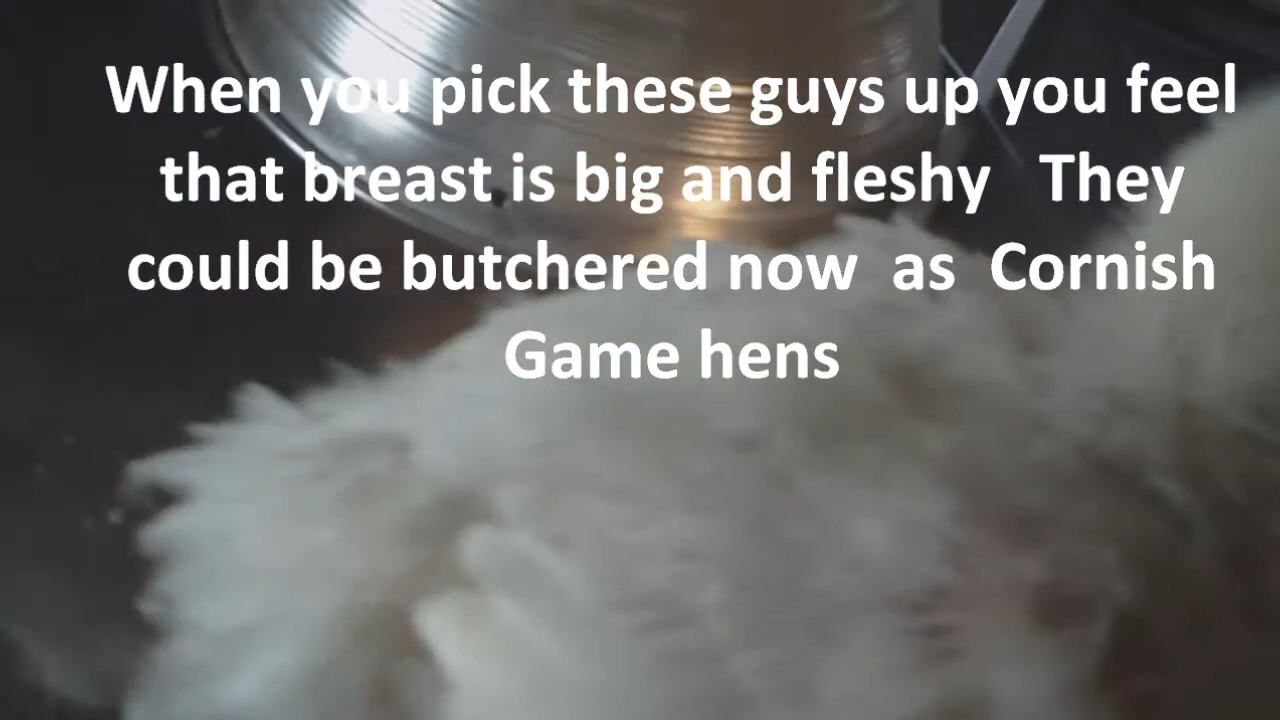 When you pick these guys up you feel
that breast is big and fleshy   They
could be butchered now  as  Cornish
Game hens